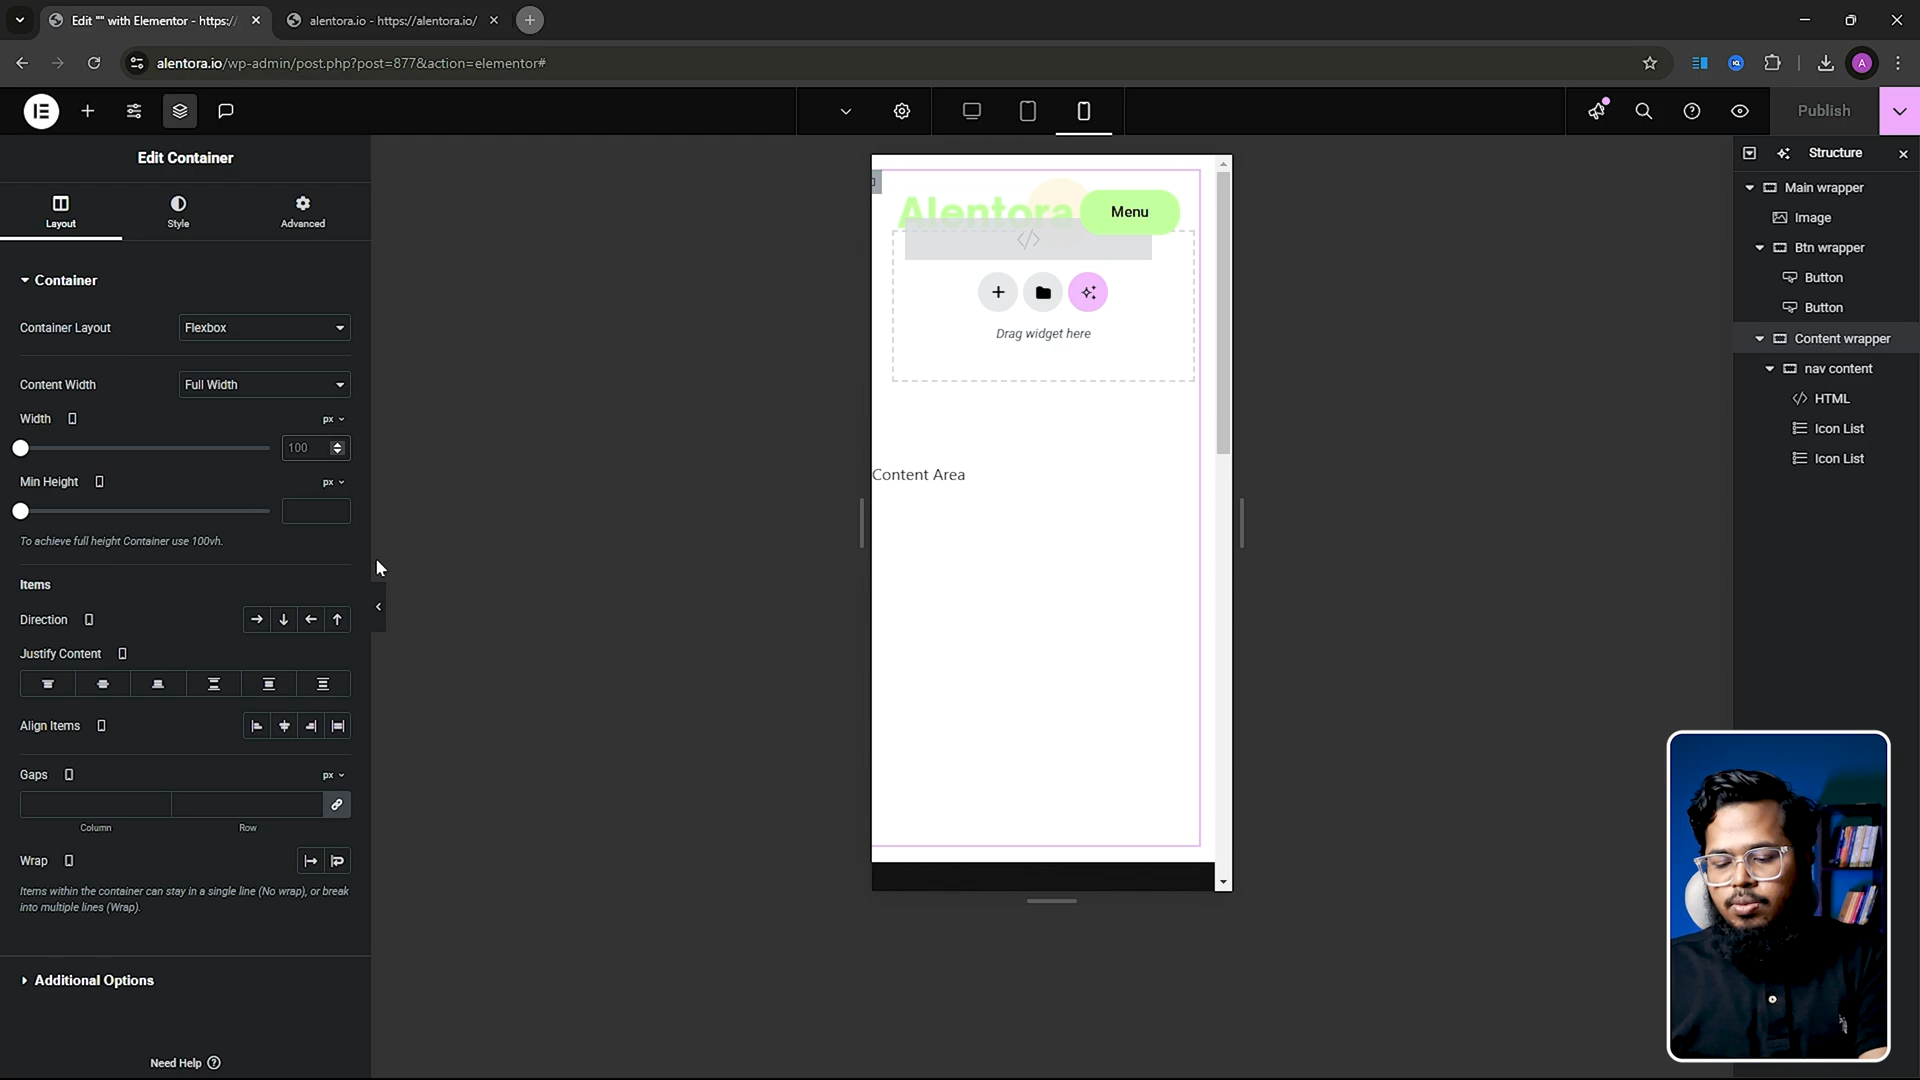 Edit "" with Elementor - https:/
alentora.io - https://alentora.io/
alentora.io/wp-admin/post.php?post=877&action=elementor#
A
Publish
Edit Container
Layout
Style
Advanced
Container
Container Layout
Flexbox
Content Width
Full Width
Width
px
100
Min Height
px
To achieve full height Container use 100vh.
Items
Direction
Justify Content
Align Items
Gaps
px
Column
Row
Wrap
Items within the container can stay in a single line (No wrap), or break
into multiple lines (Wrap).
Additional Options
Need Help
Alentora
Menu
Drag widget here
Content Area
Structure
Main wrapper
Image
Btn wrapper
Button
Button
Content wrapper
nav content
HTML
Icon List
Icon List